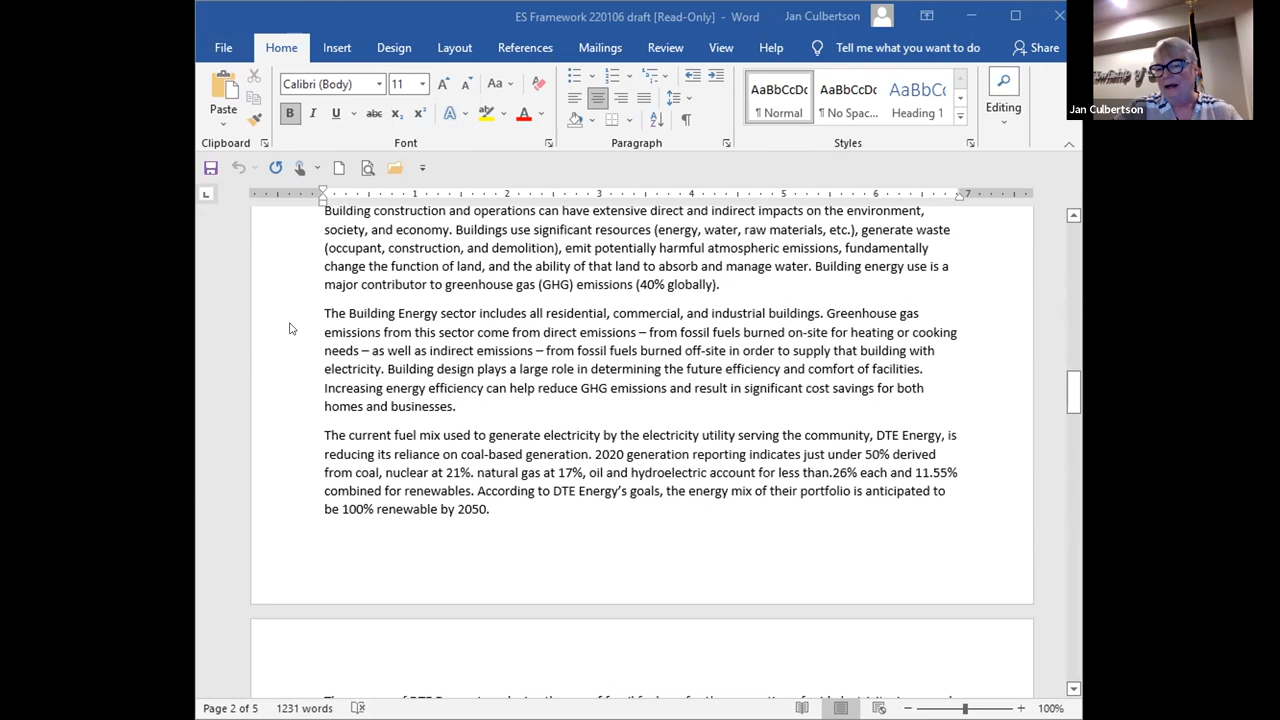 ES Framework 220106 draft [Read-Only] - Word
Jan Culbertson
File Home Insert Design Layout References Mailings Review View Help Tell me what you want to do Share
Paste
Clipboard
Calibri (Body) 11
Font
Paragraph
AaBbCcDc AaBbCcDc AaBbCc
¶ Normal ¶ No Spac... Heading 1
Styles
Editing
Jan Culbertson
1 2 3 4 5 6 7
Building construction and operations can have extensive direct and indirect impacts on the environment,
society, and economy. Buildings use significant resources (energy, water, raw materials, etc.), generate waste
(occupant, construction, and demolition), emit potentially harmful atmospheric emissions, fundamentally
change the function of land, and the ability of that land to absorb and manage water. Building energy use is a
major contributor to greenhouse gas (GHG) emissions (40% globally).
The Building Energy sector includes all residential, commercial, and industrial buildings. Greenhouse gas
emissions from this sector come from direct emissions – from fossil fuels burned on-site for heating or cooking
needs – as well as indirect emissions – from fossil fuels burned off-site in order to supply that building with
electricity. Building design plays a large role in determining the future efficiency and comfort of facilities.
Increasing energy efficiency can help reduce GHG emissions and result in significant cost savings for both
homes and businesses.
The current fuel mix used to generate electricity by the electricity utility serving the community, DTE Energy, is
reducing its reliance on coal-based generation. 2020 generation reporting indicates just under 50% derived
from coal, nuclear at 21%. natural gas at 17%, oil and hydroelectric account for less than.26% each and 11.55%
combined for renewables. According to DTE Energy's goals, the energy mix of their portfolio is anticipated to
be 100% renewable by 2050.
Page 2 of 5 1231 words
100%